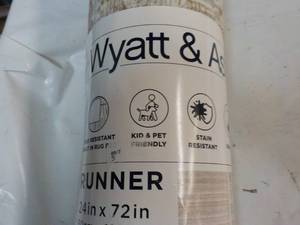 Wyatt & As
KID & PET
FRIENDLY
STAIN
RESISTANT
RUNNER
24in x 72in